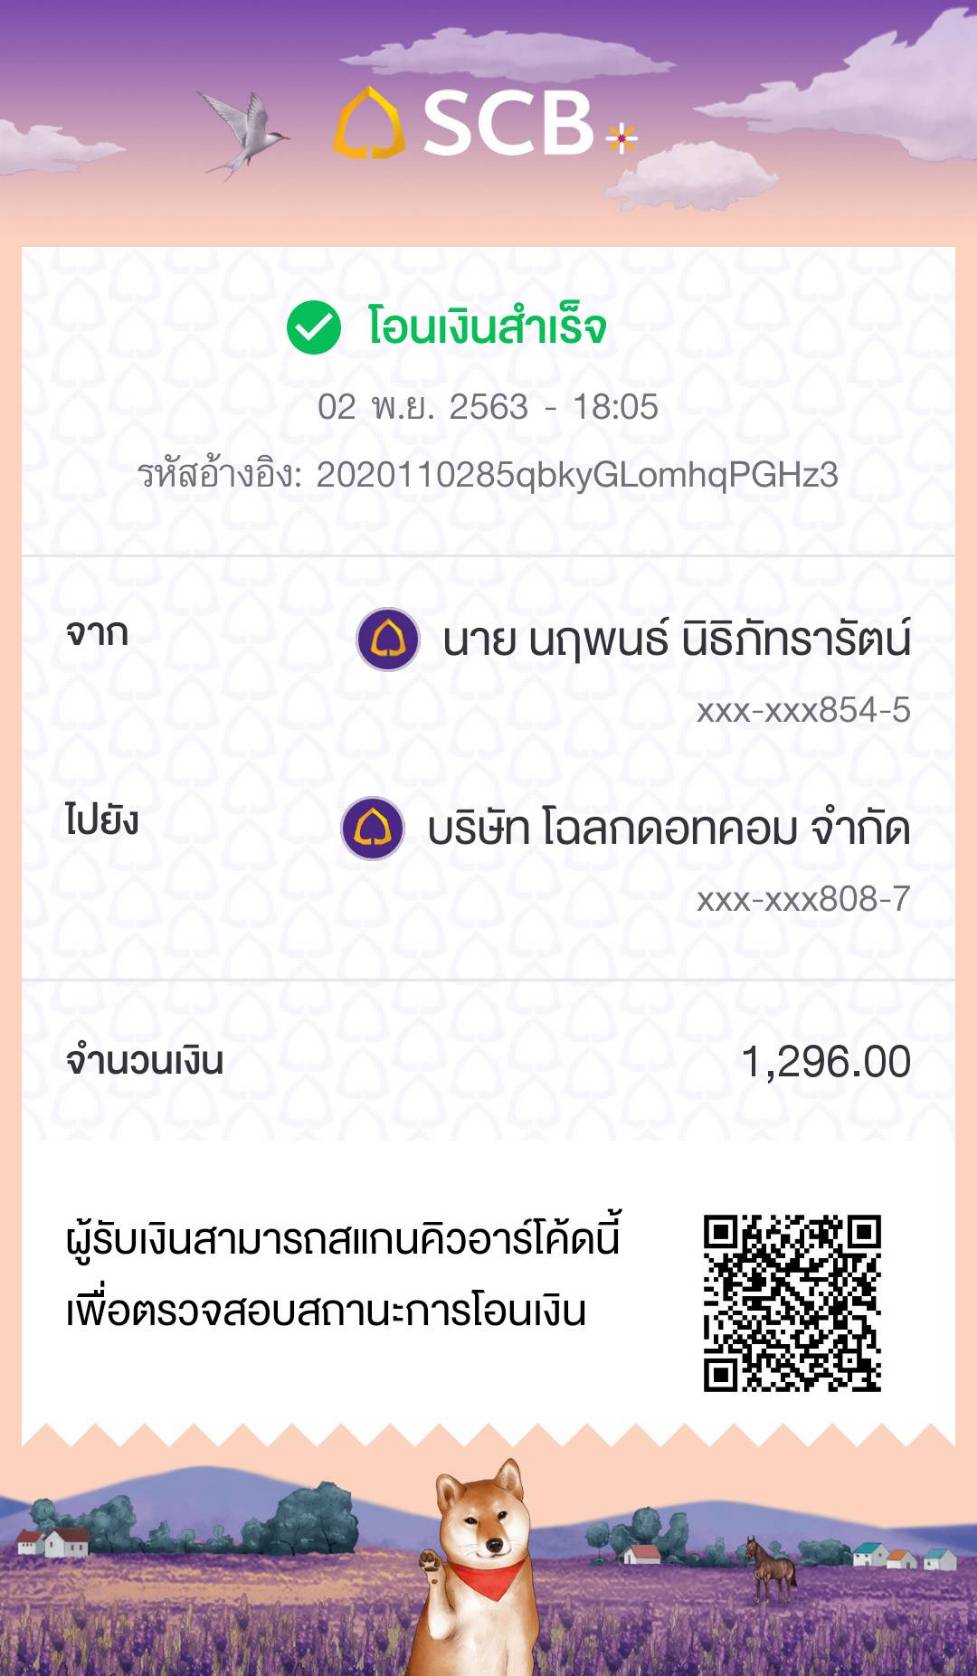 SCB
โอนเงินสำเร็จ
02 พ.ย. 2563 - 18:05
รหัสอ้างอิง: 2020110285qbkyGLomhqPGHz3
จาก
นาย นฤพนธ์ นิธิภัทรารัตน์
xxx-xxx854-5
ไปยัง
บริษัท โฉลกดอทคอม จำกัด
xxx-xxx808-7
จำนวนเงิน
1,296.00
ผู้รับเงินสามารถสแกนคิวอาร์โค้ดนี้
เพื่อตรวจสอบสถานะการโอนเงิน